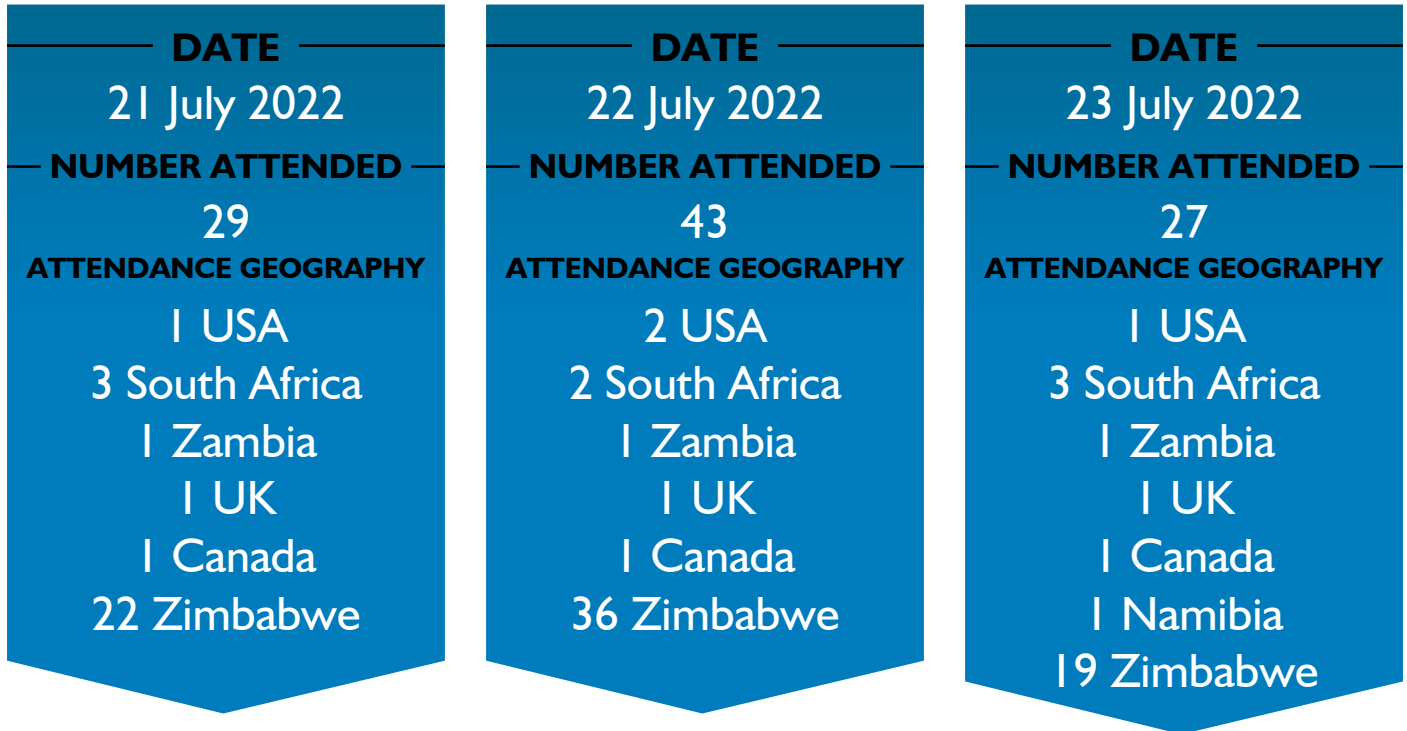 DATE
21 July 2022
NUMBER ATTENDED
29
ATTENDANCE GEOGRAPHY
1 USA
3 South Africa
1 Zambia
1 UK
1 Canada
22 Zimbabwe
DATE
22 July 2022
NUMBER ATTENDED
43
ATTENDANCE GEOGRAPHY
2 USA
2 South Africa
1 Zambia
1 UK
1 Canada
36 Zimbabwe
DATE
23 July 2022
NUMBER ATTENDED
27
ATTENDANCE GEOGRAPHY
1 USA
3 South Africa
1 Zambia
1 UK
1 Canada
1 Namibia
19 Zimbabwe